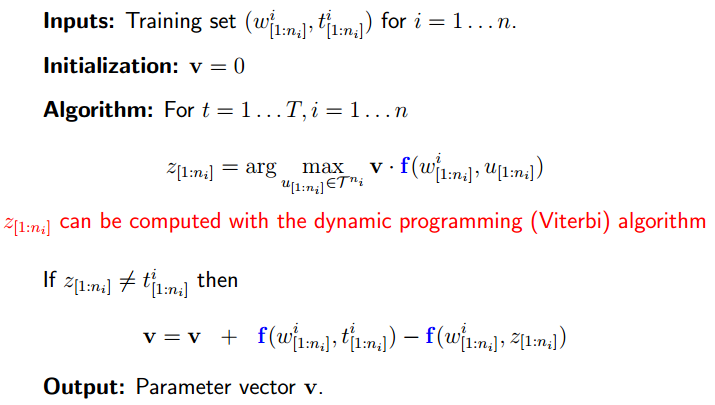 Inputs: Training set $(w^i_{[1:n_i]}, t^i_{[1:n_i]})$ for $i = 1 \ldots n$.
Initialization: $\mathbf{v} = 0$
Algorithm: For $t = 1 \ldots T, i = 1 \ldots n$
$z_{[1:n_i]} = \arg \max_{u_{[1:n_i]} \in \mathcal{T}^{n_i}} \mathbf{v} \cdot \mathbf{f}(w^i_{[1:n_i]}, u_{[1:n_i]})$
$z_{[1:n_i]}$ can be computed with the dynamic programming (Viterbi) algorithm
If $z_{[1:n_i]} \neq t^i_{[1:n_i]}$ then
$\mathbf{v} = \mathbf{v} + \mathbf{f}(w^i_{[1:n_i]}, t^i_{[1:n_i]}) - \mathbf{f}(w^i_{[1:n_i]}, z_{[1:n_i]})$
Output: Parameter vector $\mathbf{v}$.